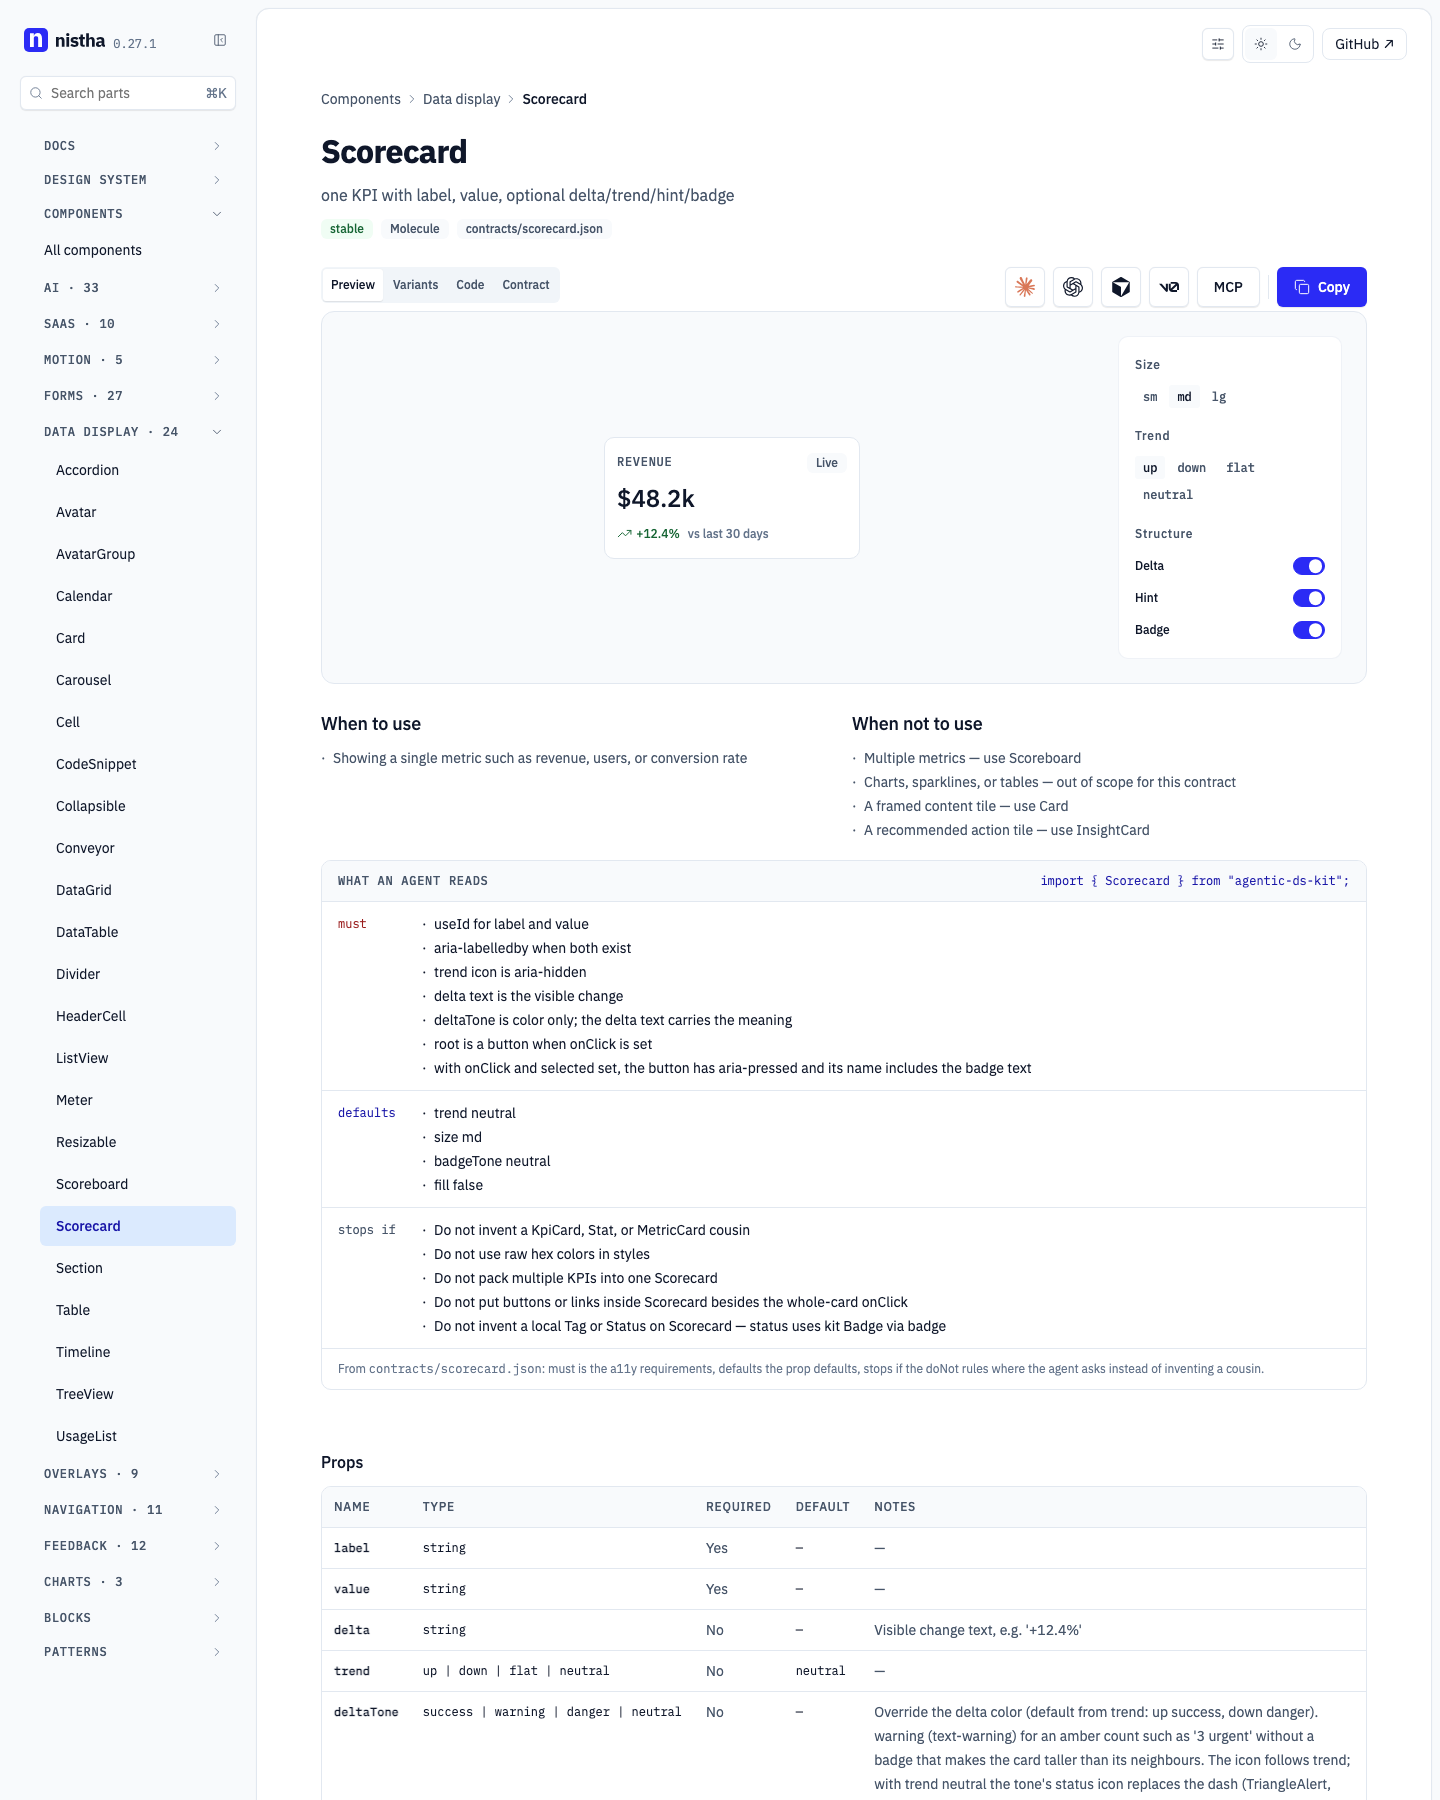 nistha 0.27.1
Search parts ⌘K
DOCS
DESIGN SYSTEM
COMPONENTS
All components
AI · 33
SAAS · 10
MOTION · 5
FORMS · 27
DATA DISPLAY · 24
Accordion
Avatar
AvatarGroup
Calendar
Card
Carousel
Cell
CodeSnippet
Collapsible
Conveyor
DataGrid
DataTable
Divider
HeaderCell
ListView
Meter
Resizable
Scoreboard
Scorecard
Section
Table
Timeline
TreeView
UsageList
OVERLAYS · 9
NAVIGATION · 11
FEEDBACK · 12
CHARTS · 3
BLOCKS
PATTERNS
GitHub ↗
Components > Data display > Scorecard
Scorecard
one KPI with label, value, optional delta/trend/hint/badge
stable Molecule contracts/scorecard.json
Preview Variants Code Contract
v0 MCP Copy
REVENUE Live
$48.2k
+12.4% vs last 30 days
Size
sm md lg
Trend
up down flat
neutral
Structure
Delta
Hint
Badge
When to use
· Showing a single metric such as revenue, users, or conversion rate
When not to use
· Multiple metrics — use Scoreboard
· Charts, sparklines, or tables — out of scope for this contract
· A framed content tile — use Card
· A recommended action tile — use InsightCard
WHAT AN AGENT READS import { Scorecard } from "agentic-ds-kit";
must
· useId for label and value
· aria-labelledby when both exist
· trend icon is aria-hidden
· delta text is the visible change
· deltaTone is color only; the delta text carries the meaning
· root is a button when onClick is set
· with onClick and selected set, the button has aria-pressed and its name includes the badge text
defaults
· trend neutral
· size md
· badgeTone neutral
· fill false
stops if
· Do not invent a KpiCard, Stat, or MetricCard cousin
· Do not use raw hex colors in styles
· Do not pack multiple KPIs into one Scorecard
· Do not put buttons or links inside Scorecard besides the whole-card onClick
· Do not invent a local Tag or Status on Scorecard — status uses kit Badge via badge
From contracts/scorecard.json: must is the a11y requirements, defaults the prop defaults, stops if the doNot rules where the agent asks instead of inventing a cousin.
Props
NAME TYPE REQUIRED DEFAULT NOTES
label string Yes — —
value string Yes — —
delta string No — Visible change text, e.g. '+12.4%'
trend up | down | flat | neutral No neutral —
deltaTone success | warning | danger | neutral No — Override the delta color (default from trend: up success, down danger).
warning (text-warning) for an amber count such as '3 urgent' without a
badge that makes the card taller than its neighbours. The icon follows trend;
with trend neutral the tone's status icon replaces the dash (TriangleAlert,